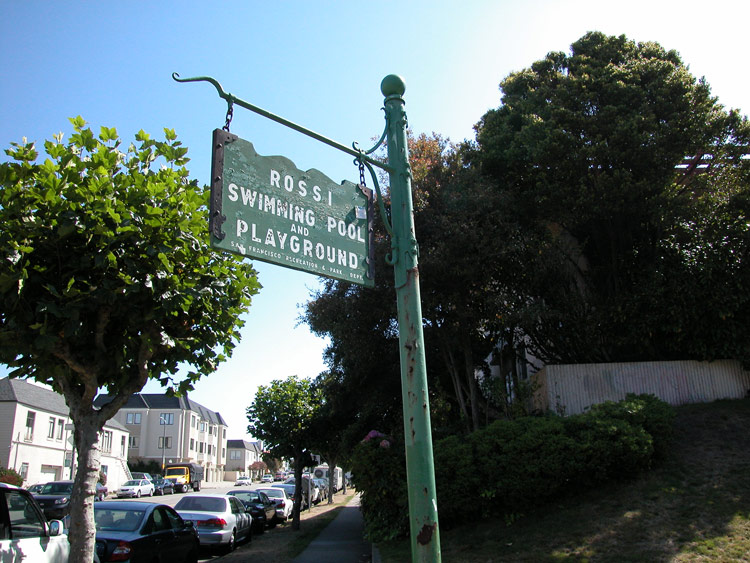 ROSSI
SWIMMING POOL
AND
PLAYGROUND
SAN FRANCISCO RECREATION & PARK DEPT.